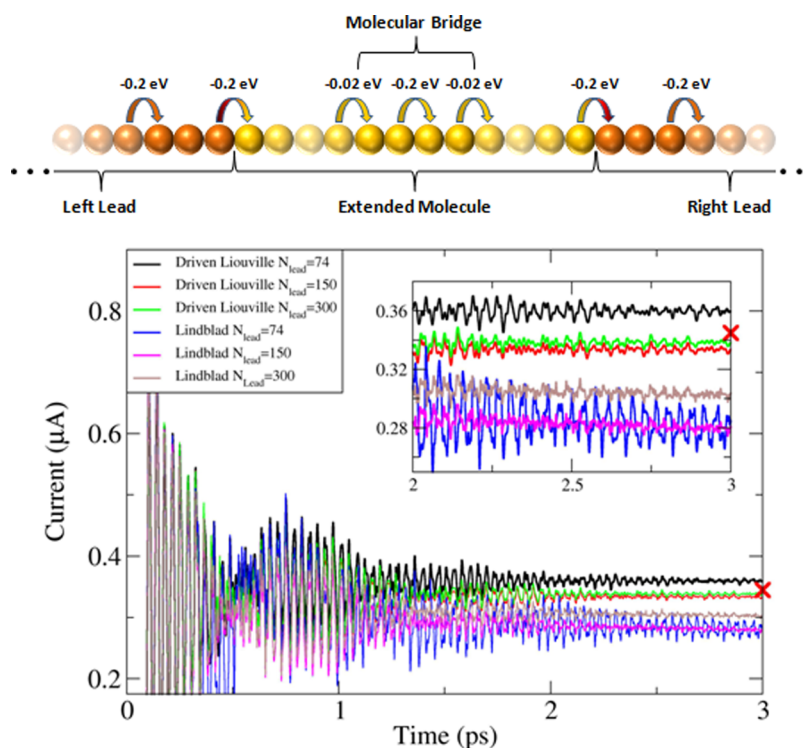 Molecular Bridge
-0.2 eV -0.2 eV -0.02 eV -0.2 eV -0.02 eV -0.2 eV -0.2 eV
Left Lead Extended Molecule Right Lead
Driven Liouville N_lead=74
Driven Liouville N_lead=150
Driven Liouville N_lead=300
Lindblad N_lead=74
Lindblad N_lead=150
Lindblad N_Lead=300
0.36
0.32
0.28
2 2.5 3
0.8
0.6
0.4
0.2
Current (µA)
0 1 2 3
Time (ps)